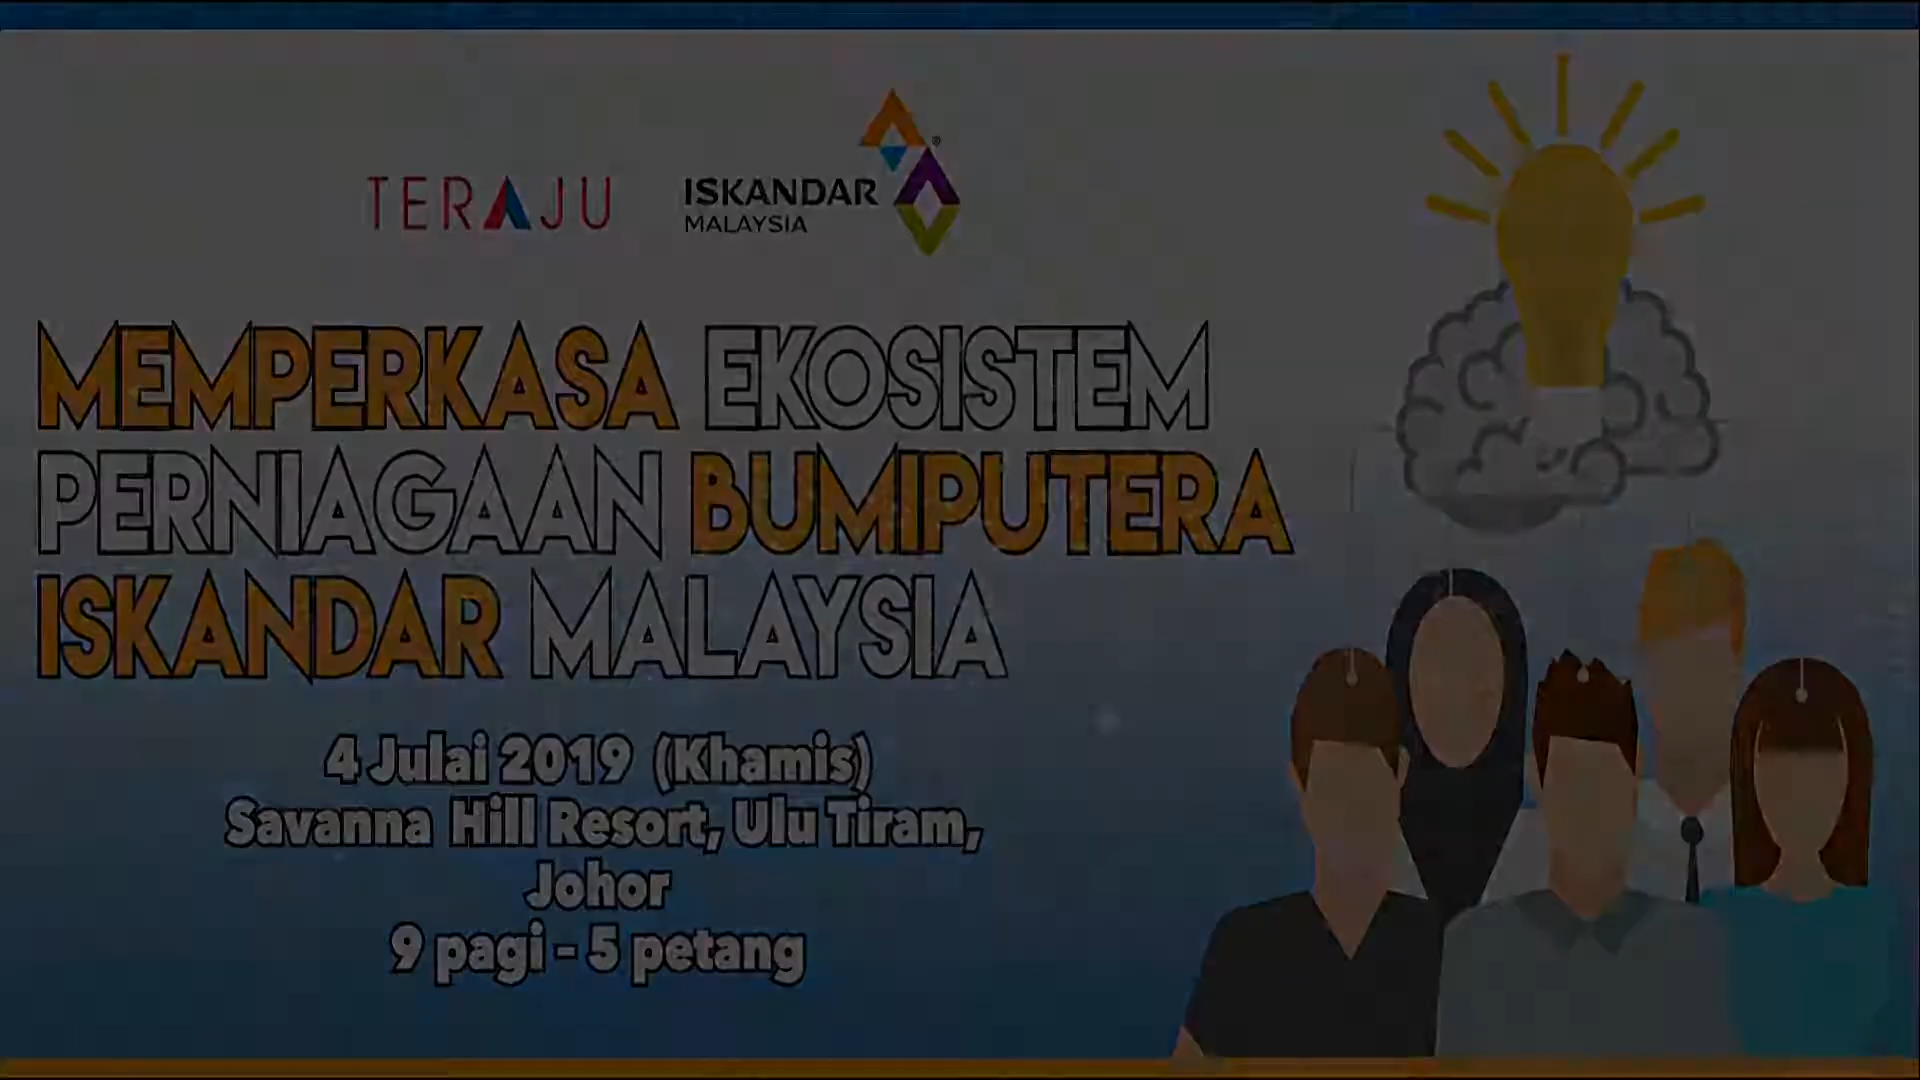 TERAJU
ISKANDAR
MALAYSIA
MEMPERKASA EKOSISTEM
PERNIAGAAN BUMIPUTERA
ISKANDAR MALAYSIA
4 Julai 2019 (Khamis)
Savanna Hill Resort, Ulu Tiram,
Johor
9 pagi - 5 petang